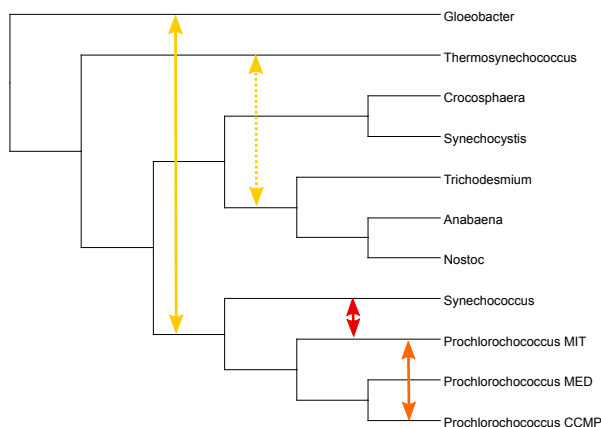 Gloeobacter
Thermosynechococcus
Crocosphaera
Synechocystis
Trichodesmium
Anabaena
Nostoc
Synechococcus
Prochlorochococcus MIT
Prochlorochococcus MED
Prochlorochococcus CCMP